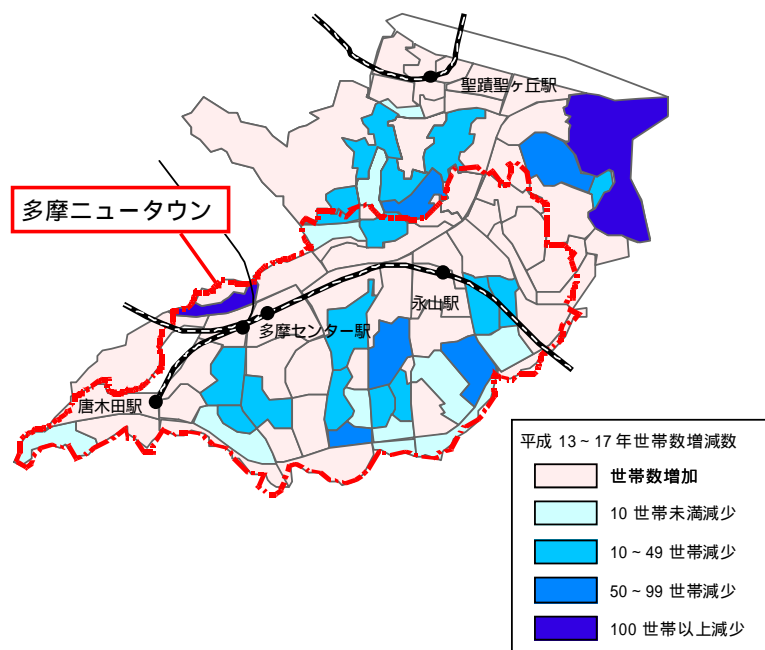 聖蹟聖ヶ丘駅
多摩ニュータウン
永山駅
多摩センター駅
唐木田駅
平成 13~17 年世帯数増減数
世帯数増加
10 世帯未満減少
10~49 世帯減少
50~99 世帯減少
100 世帯以上減少